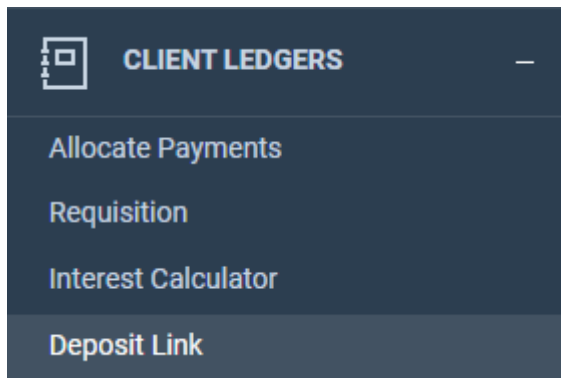 CLIENT LEDGERS
Allocate Payments
Requisition
Interest Calculator
Deposit Link